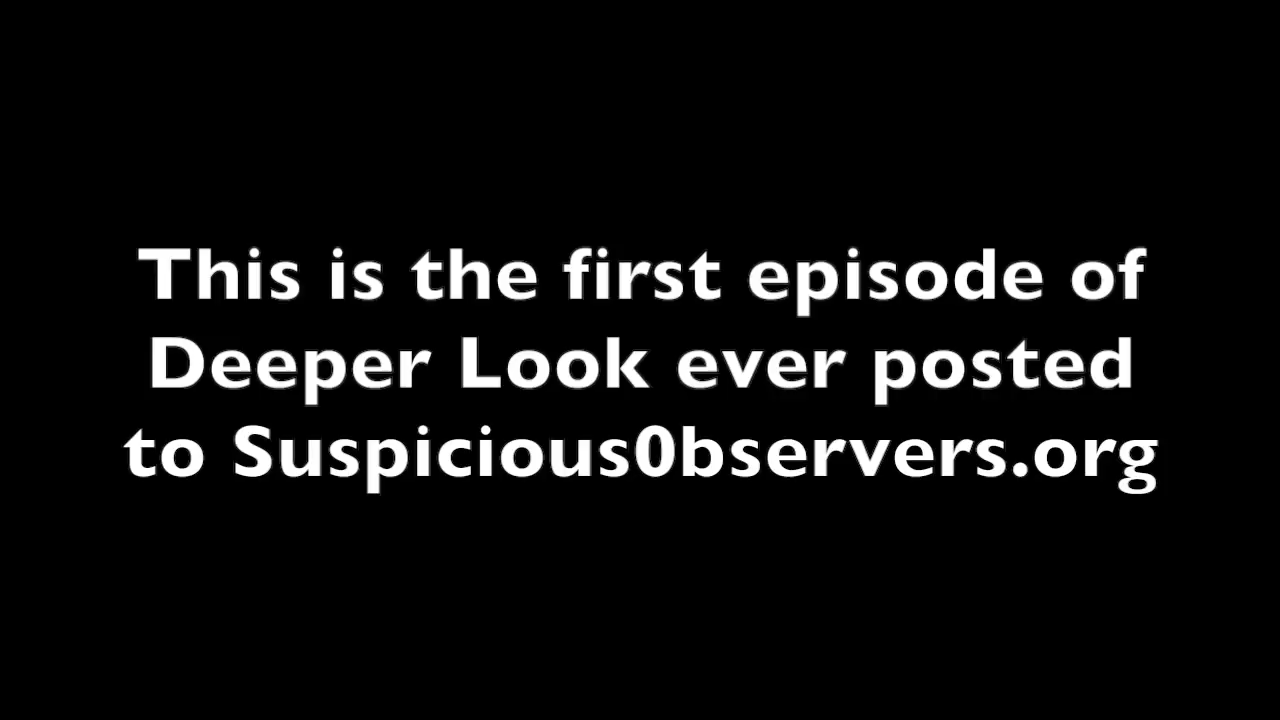 This is the first episode of
Deeper Look ever posted
to Suspicious0bservers.org